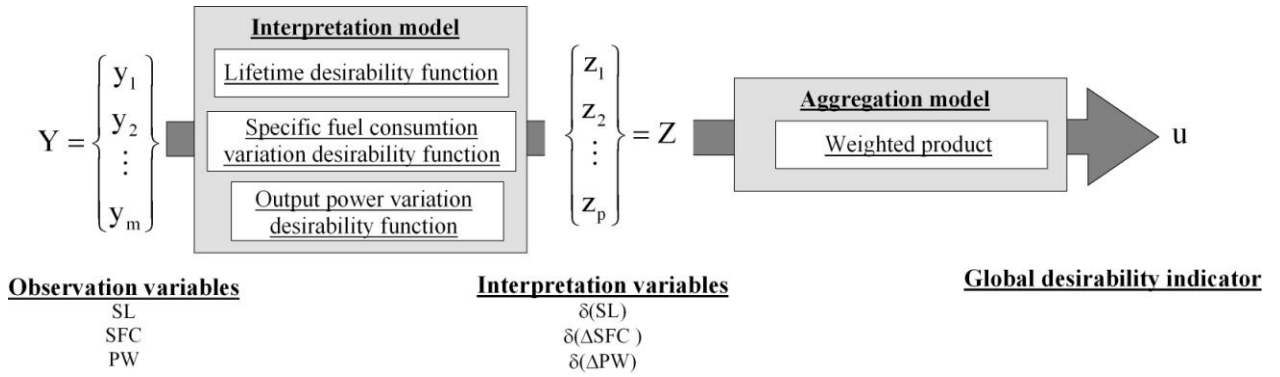 Interpretation model
Lifetime desirability function
Specific fuel consumtion
variation desirability function
Output power variation
desirability function
Y = { y1 y2 ⋮ ym }
{ z1 z2 ⋮ zp } = Z
Aggregation model
Weighted product
u
Observation variables
SL
SFC
PW
Interpretation variables
δ(SL)
δ(ΔSFC )
δ(ΔPW)
Global desirability indicator